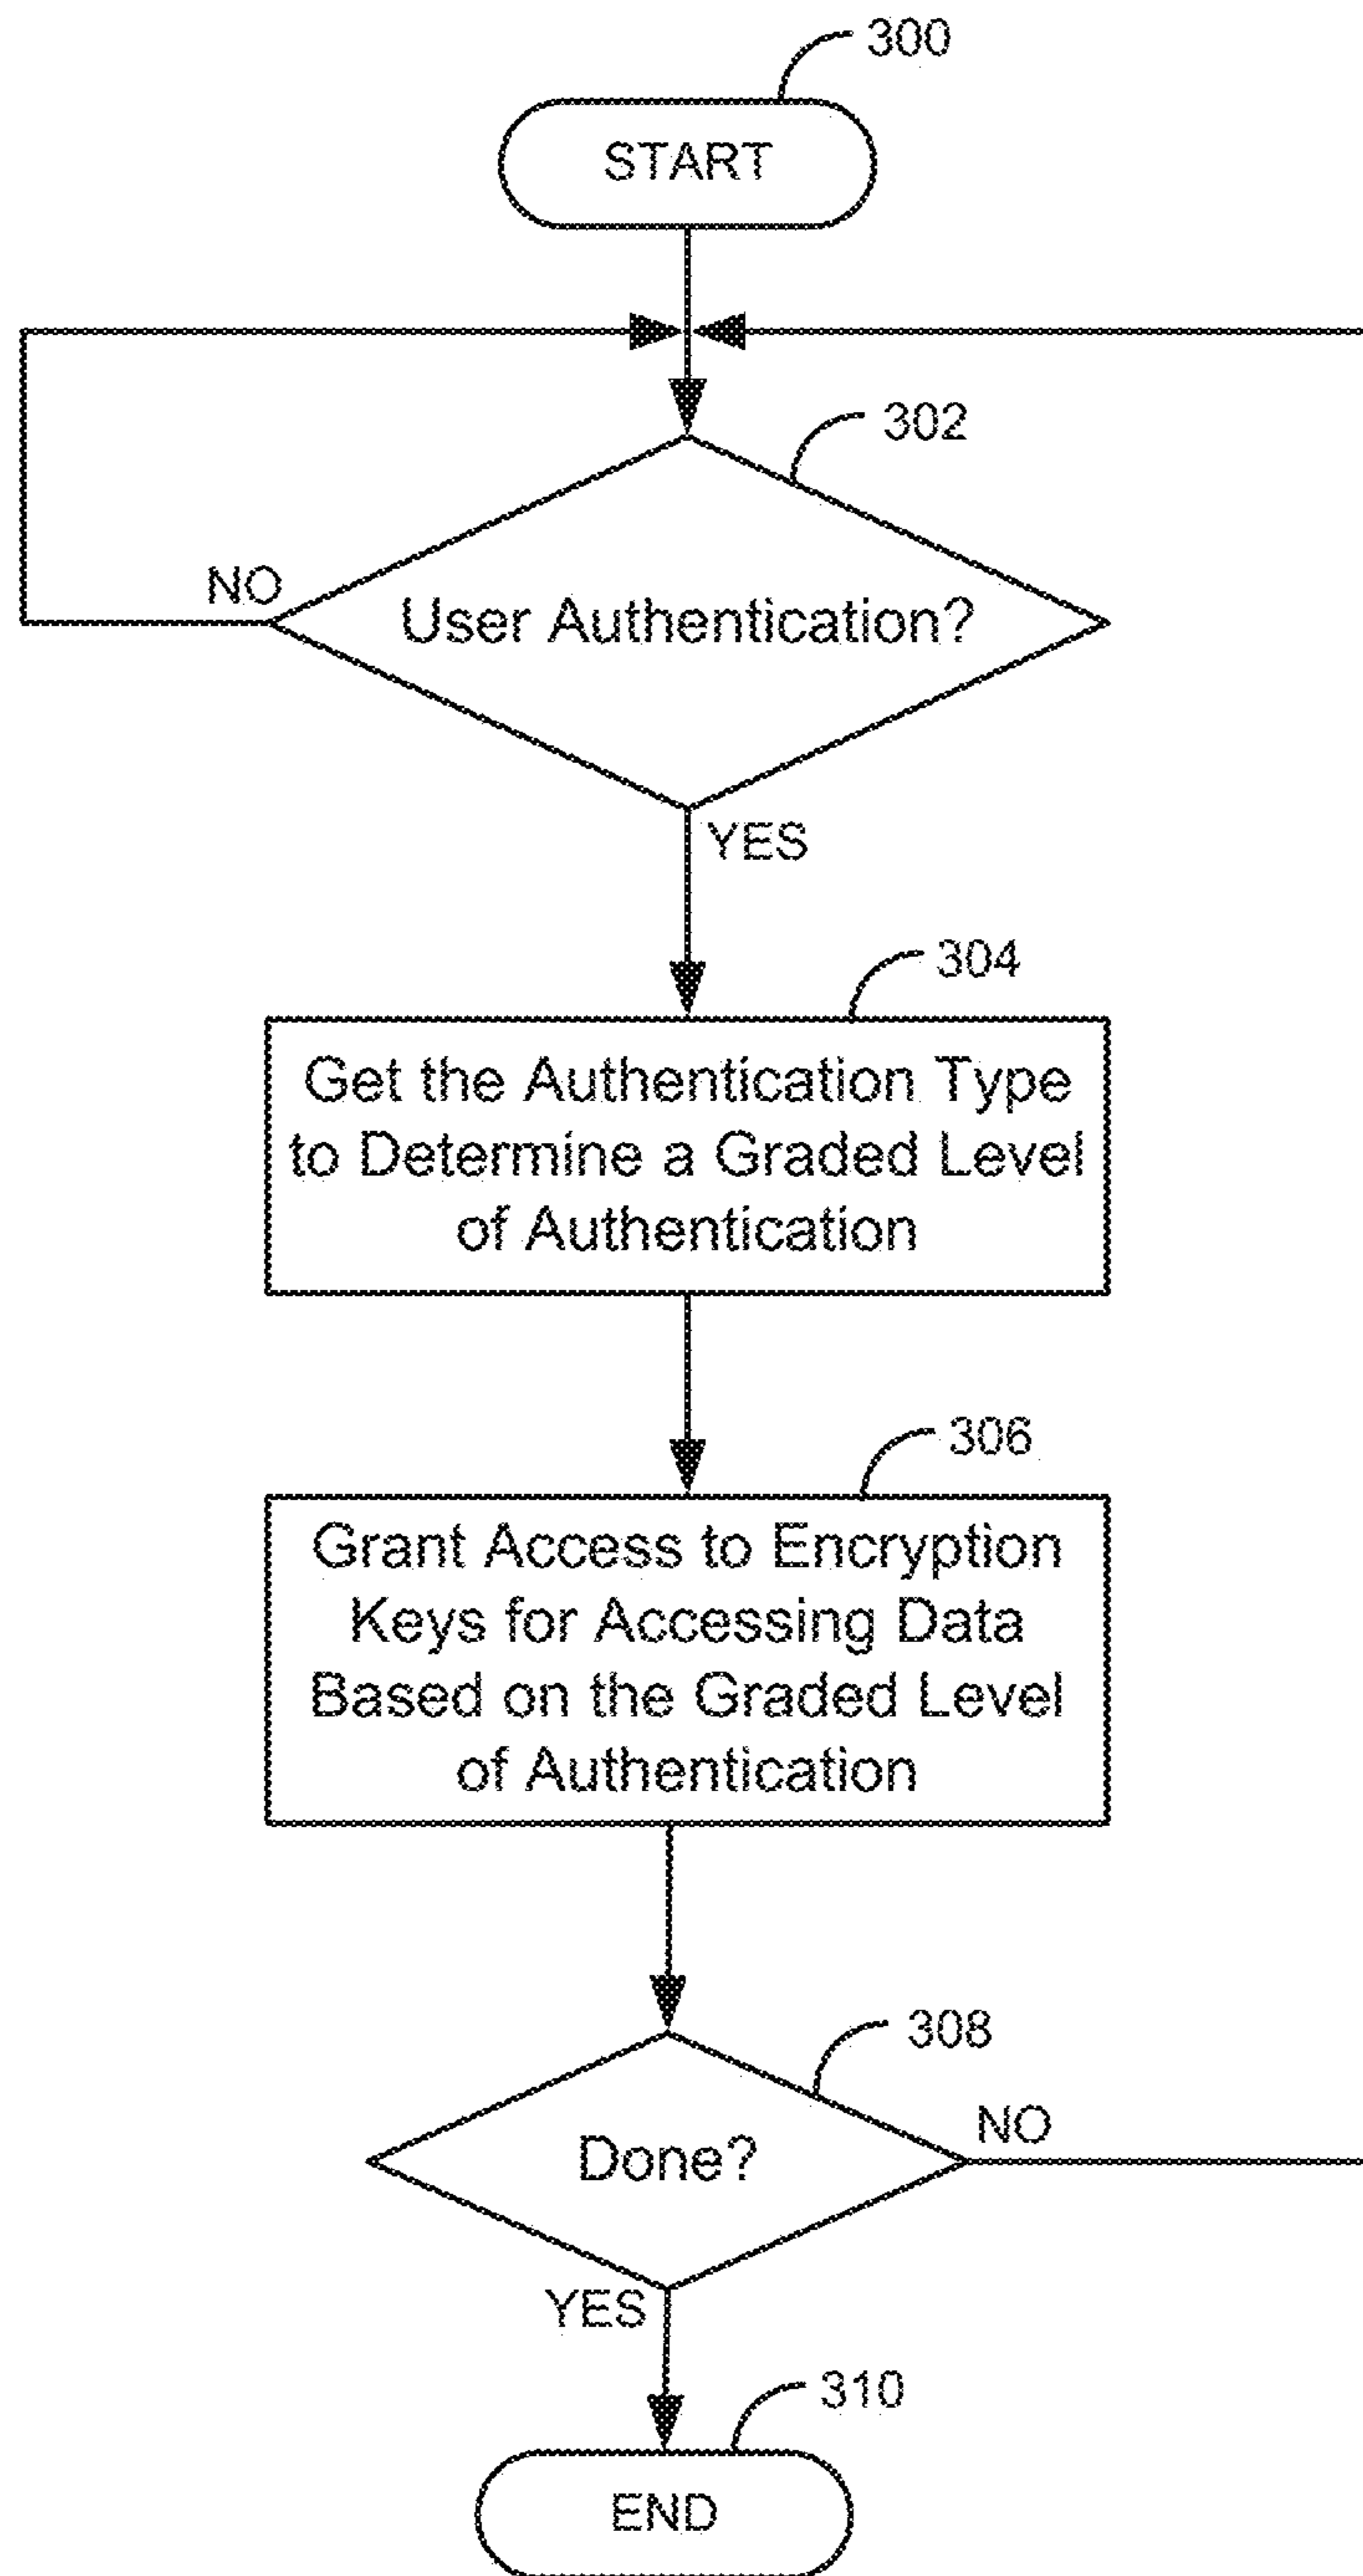 300
START
302
NO
User Authentication?
YES
304
Get the Authentication Type
to Determine a Graded Level
of Authentication
306
Grant Access to Encryption
Keys for Accessing Data
Based on the Graded Level
of Authentication
308
NO
Done?
YES
310
END